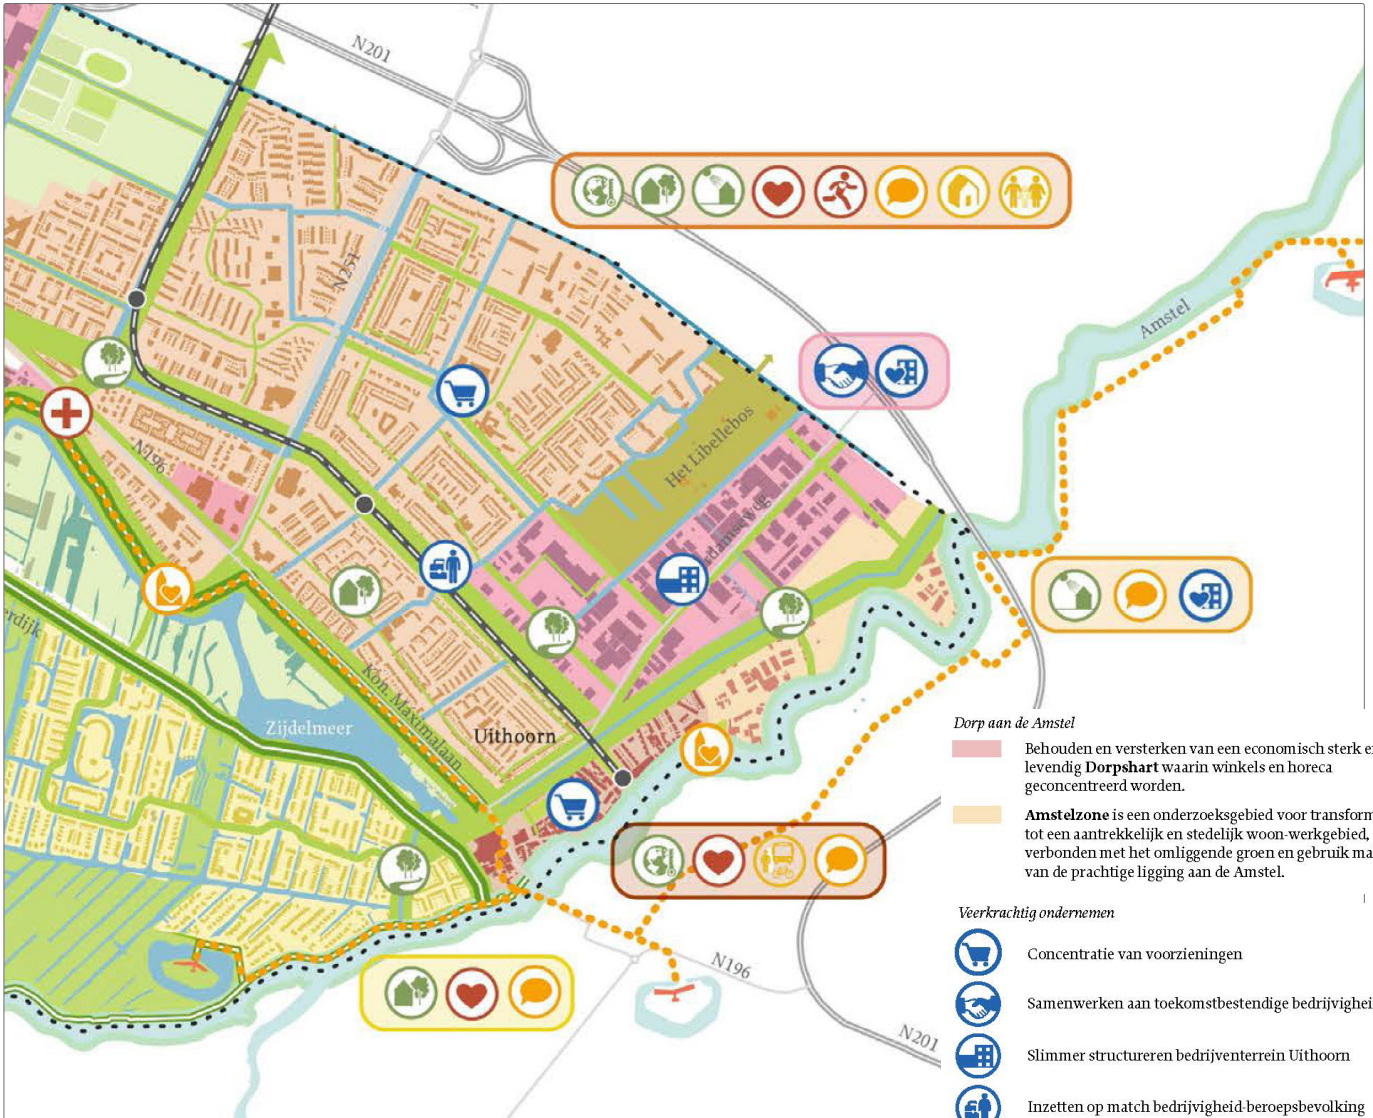 N201
N251
Amstel
Het Libellebos
N196
damseweg
erdijk
Kon. Maximalaan
Zijdelmeer
Uithoorn
N196
N201
Dorp aan de Amstel
Behouden en versterken van een economisch sterk e
levendig Dorpshart waarin winkels en horeca
geconcentreerd worden.
Amstelzone is een onderzoeksgebied voor transform
tot een aantrekkelijk en stedelijk woon-werkgebied,
verbonden met het omliggende groen en gebruik ma
van de prachtige ligging aan de Amstel.
Veerkrachtig ondernemen
Concentratie van voorzieningen
Samenwerken aan toekomstbestendige bedrijvighei
Slimmer structureren bedrijventerrein Uithoorn
Inzetten op match bedrijvigheid-beroepsbevolking